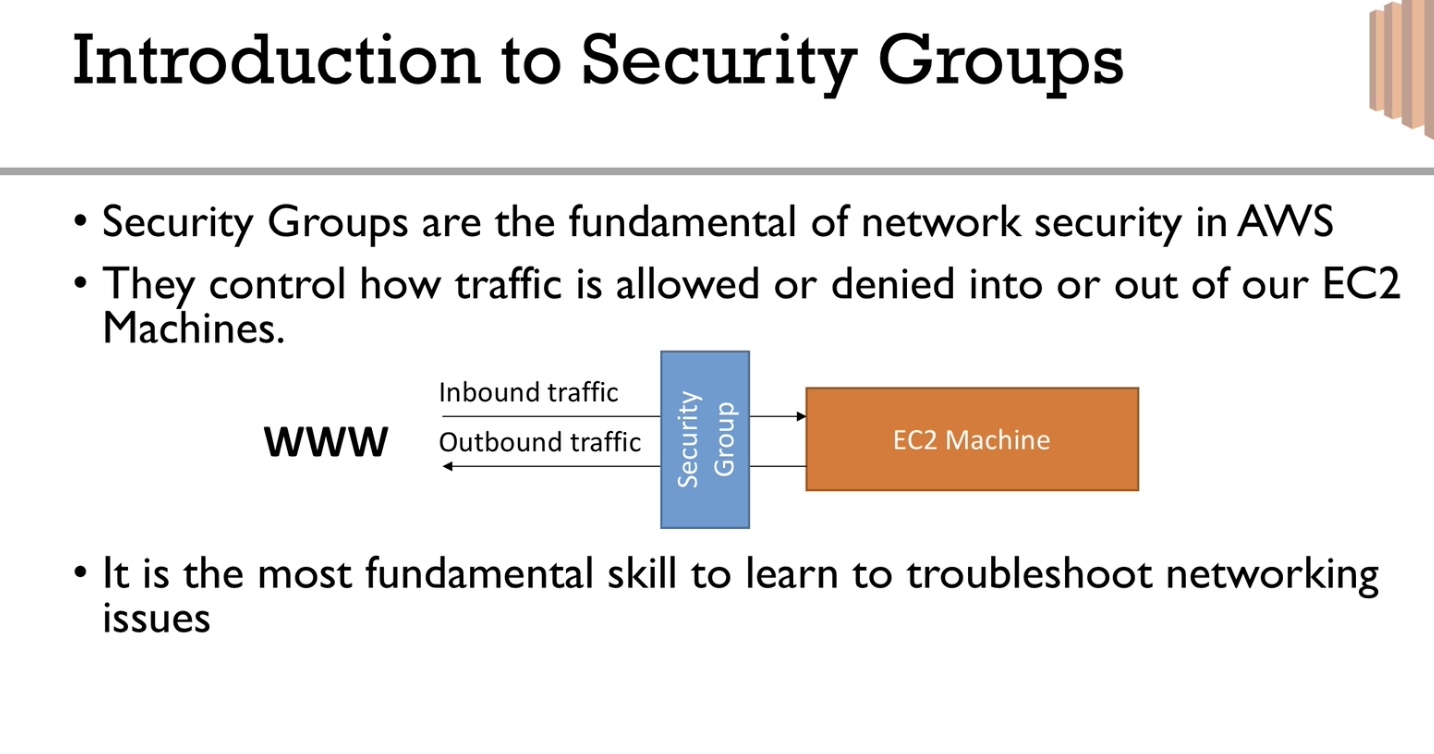 Introduction to Security Groups
• Security Groups are the fundamental of network security in AWS
• They control how traffic is allowed or denied into or out of our EC2
Machines.
Inbound traffic
WWW
Outbound traffic
Security
Group
EC2 Machine
• It is the most fundamental skill to learn to troubleshoot networking
issues